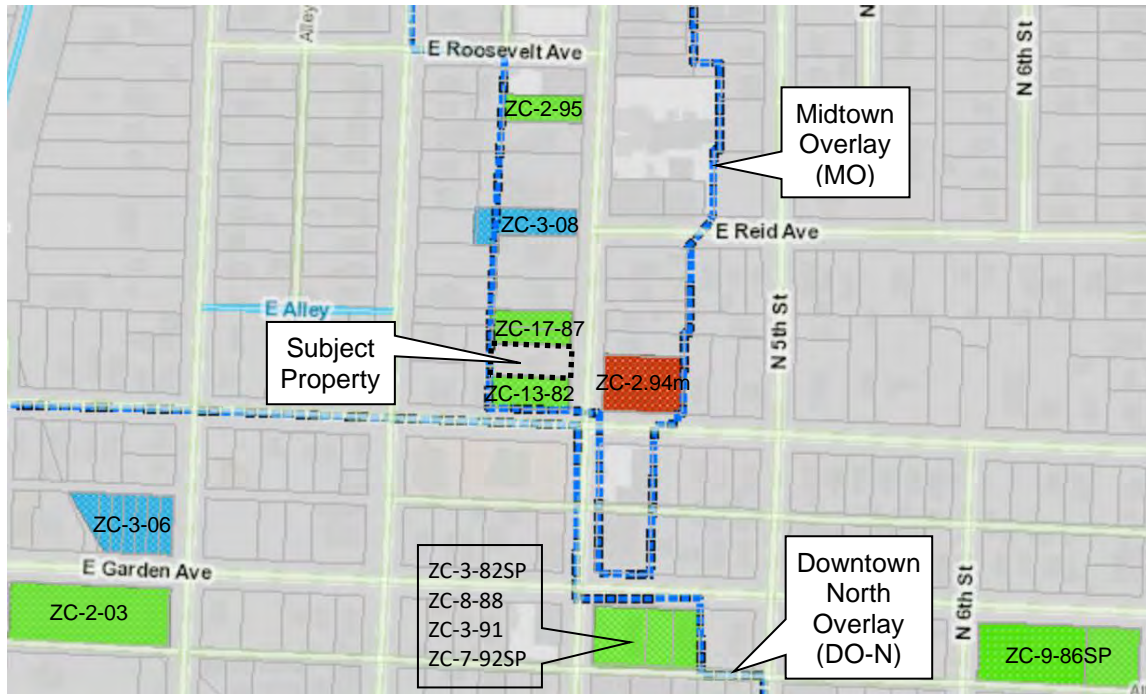 Alley
E Roosevelt Ave
N
N 6th St
ZC-2-95
Midtown
Overlay
(MO)
ZC-3-08
E Reid Ave
E Alley
ZC-17-87
Subject
Property
N 5th St
ZC-2.94m
ZC-13-82
ZC-3-06
E Garden Ave
ZC-3-82SP
ZC-8-88
ZC-3-91
ZC-7-92SP
Downtown
North
Overlay
(DO-N)
N 6th St
ZC-2-03
ZC-9-86SP